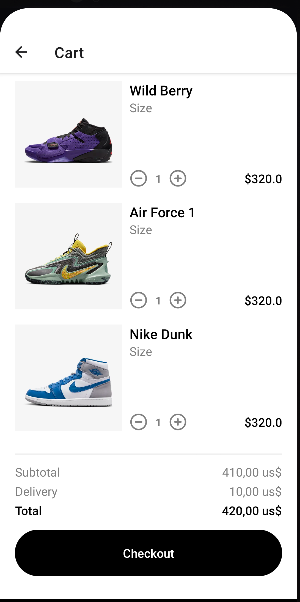 Cart
Wild Berry
Size
1
$320.0
Air Force 1
Size
1
$320.0
Nike Dunk
Size
1
$320.0
Subtotal 410,00 us$
Delivery 10,00 us$
Total 420,00 us$
Checkout